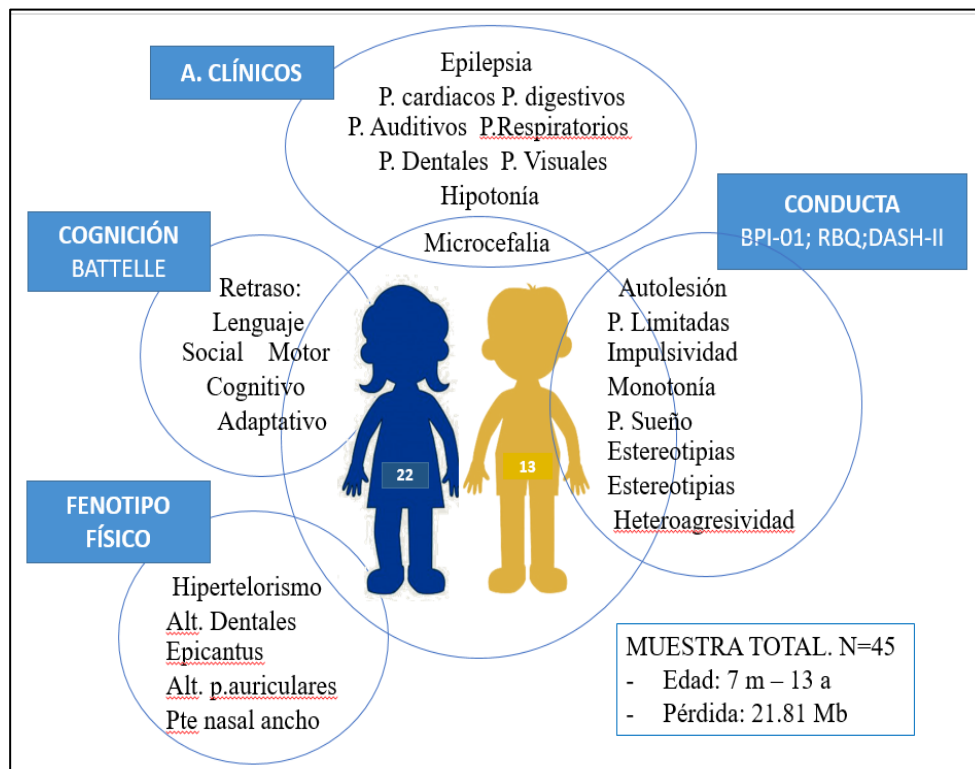 A. CLÍNICOS
Epilepsia
P. cardiacos P. digestivos
P. Auditivos P.Respiratorios
P. Dentales P. Visuales
Hipotonía
Microcefalia
COGNICIÓN
BATTELLE
Retraso:
Lenguaje
Social Motor
Cognitivo
Adaptativo
CONDUCTA
BPI-01; RBQ;DASH-II
Autolesión
P. Limitadas
Impulsividad
Monotonía
P. Sueño
Estereotipias
Estereotipias
Heteroagresividad
22
13
FENOTIPO
FÍSICO
Hipertelorismo
Alt. Dentales
Epicantus
Alt. p.auriculares
Pte nasal ancho
MUESTRA TOTAL. N=45
- Edad: 7 m – 13 a
- Pérdida: 21.81 Mb